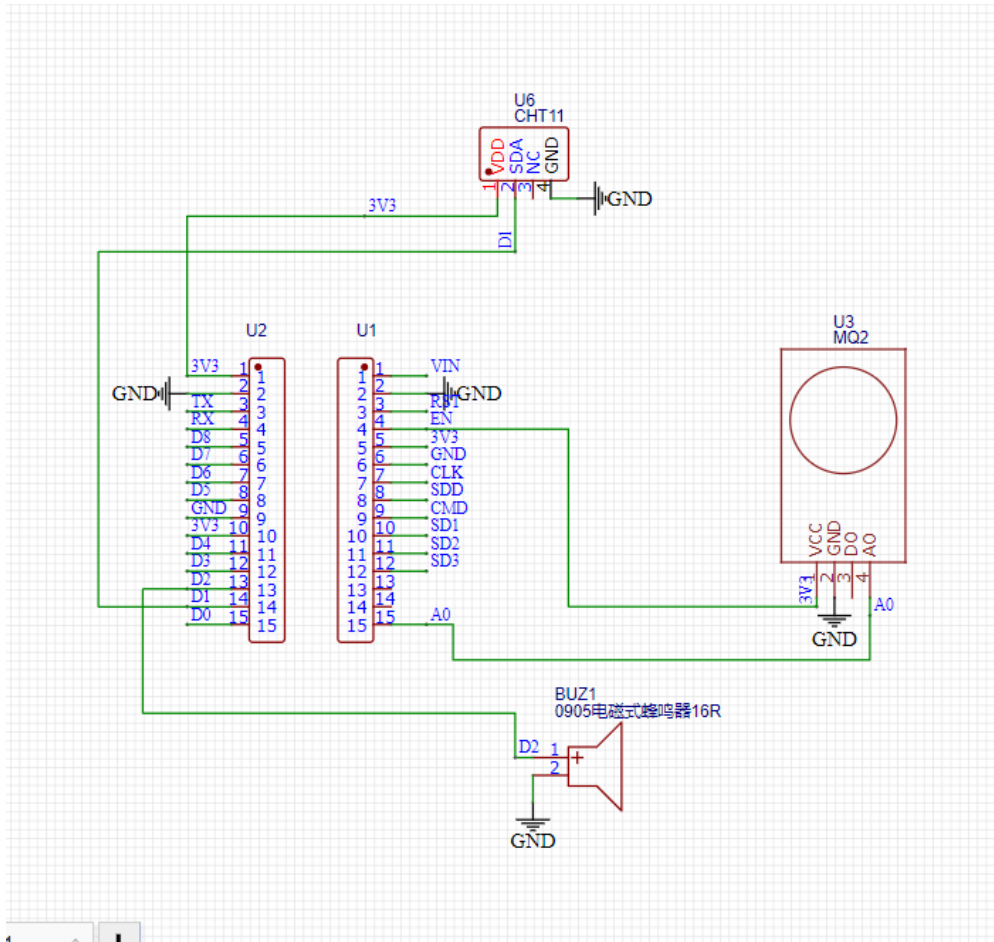 U6
CHT11
VDD
SDA
NC
GND
1
2
3
4
GND
3V3
D1
U2
U1
U3
MQ2
3V3 1 1
GND 2 2
TX 3 3
RX 4 4
D8 5 5
D7 6 6
D6 7 7
D5 8 8
GND 9 9
3V3 10 10
D4 11 11
D3 12 12
D2 13 13
D1 14 14
D0 15 15
1 1 VIN
2 2 GND
3 3 RST
4 4 EN
5 5 3V3
6 6 GND
7 7 CLK
8 8 SDD
9 9 CMD
10 10 SD1
11 11 SD2
12 12 SD3
13 13
14 14
15 15 A0
VCC
GND
DO
AO
1
2
3
4
3V3
A0
GND
BUZ1
0905电磁式蜂鸣器16R
D2 1
+
2
GND